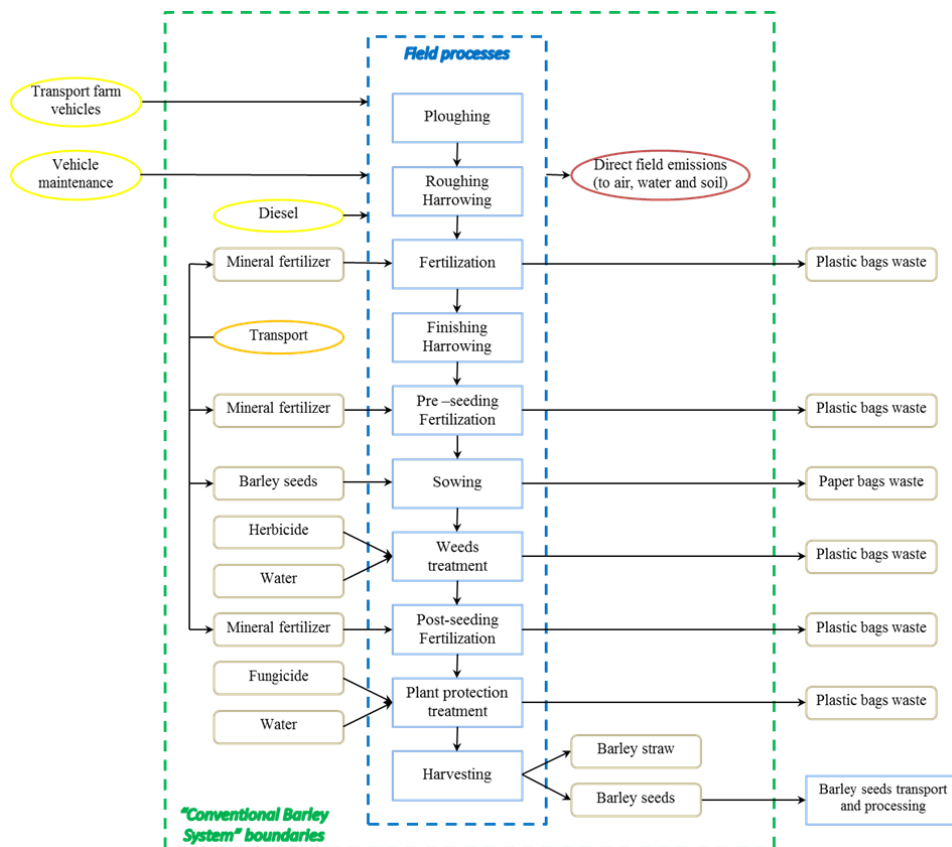 Field processes
Transport farm
vehicles
Ploughing
Vehicle
maintenance
Roughing
Harrowing
Direct field emissions
(to air, water and soil)
Diesel
Mineral fertilizer
Fertilization
Plastic bags waste
Transport
Finishing
Harrowing
Mineral fertilizer
Pre –seeding
Fertilization
Plastic bags waste
Barley seeds
Sowing
Paper bags waste
Herbicide
Water
Weeds
treatment
Plastic bags waste
Mineral fertilizer
Post-seeding
Fertilization
Plastic bags waste
Fungicide
Water
Plant protection
treatment
Plastic bags waste
Harvesting
Barley straw
Barley seeds
Barley seeds transport
and processing
"Conventional Barley
System" boundaries